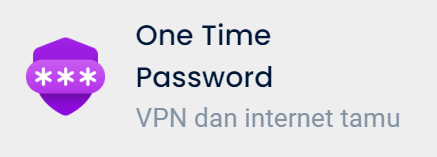 ***
One Time
Password
VPN dan internet tamu